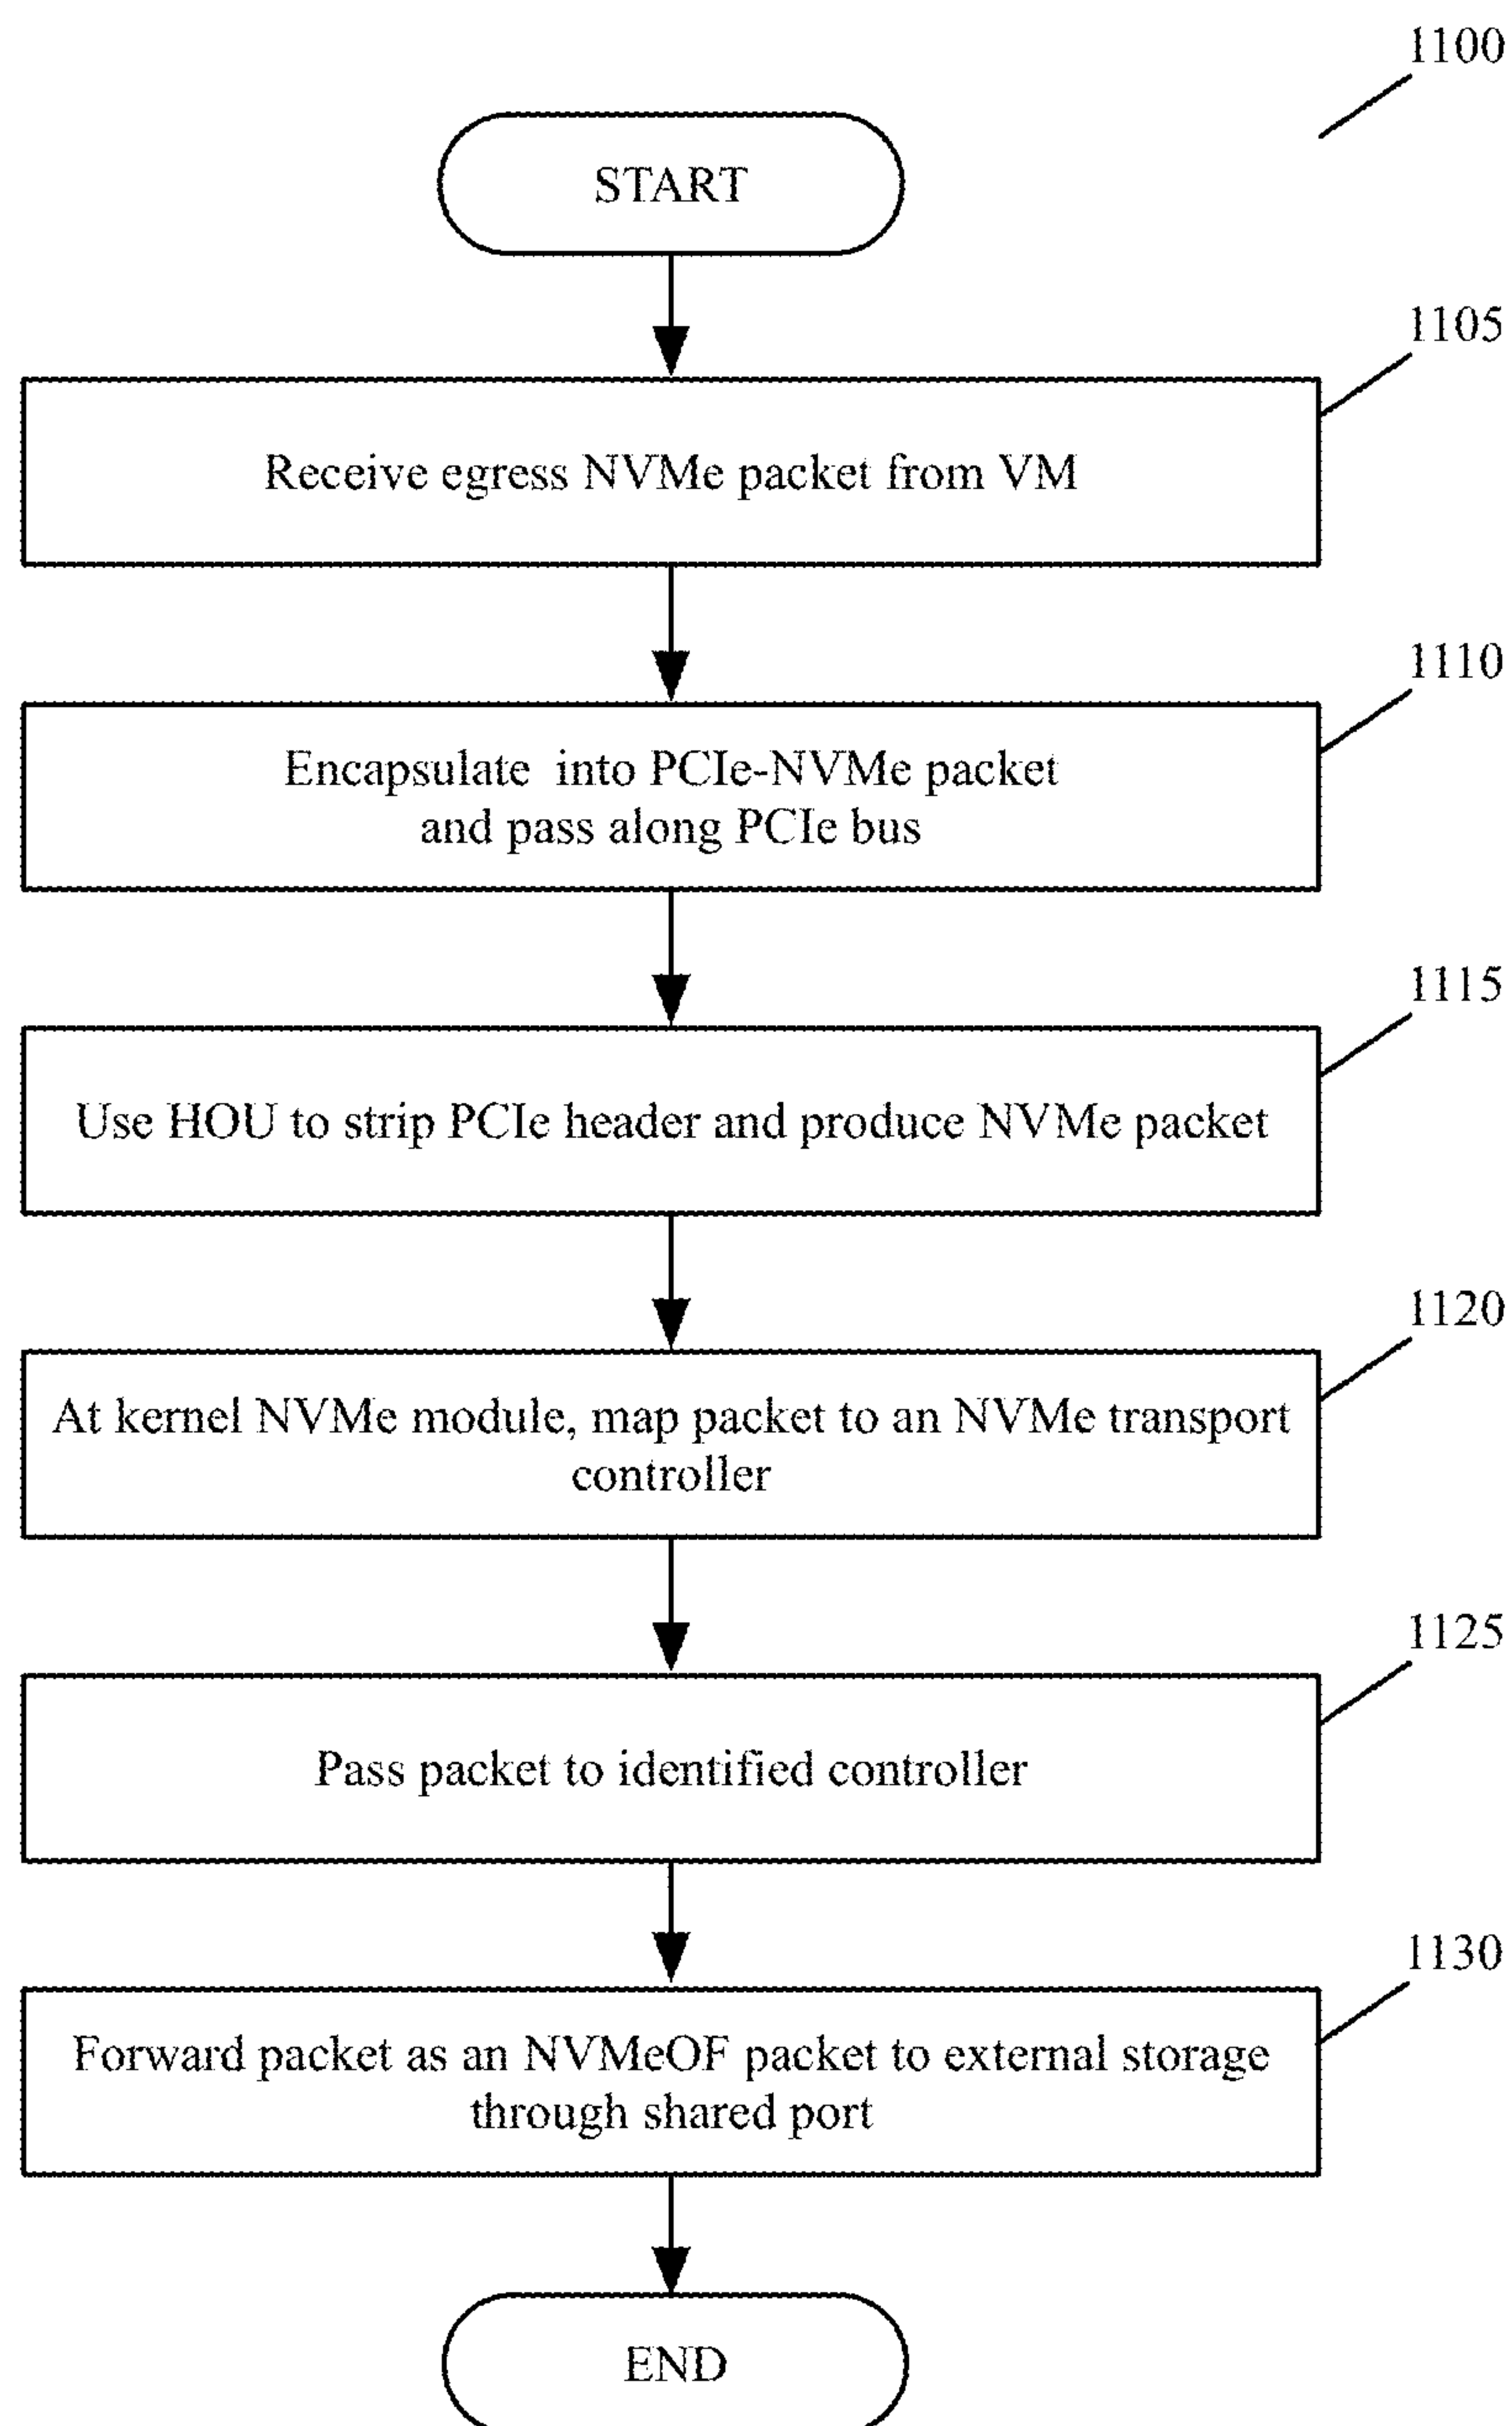 1100
START
1105
Receive egress NVMe packet from VM
1110
Encapsulate into PCIe-NVMe packet
and pass along PCIe bus
1115
Use HOU to strip PCIe header and produce NVMe packet
1120
At kernel NVMe module, map packet to an NVMe transport
controller
1125
Pass packet to identified controller
1130
Forward packet as an NVMeOF packet to external storage
through shared port
END